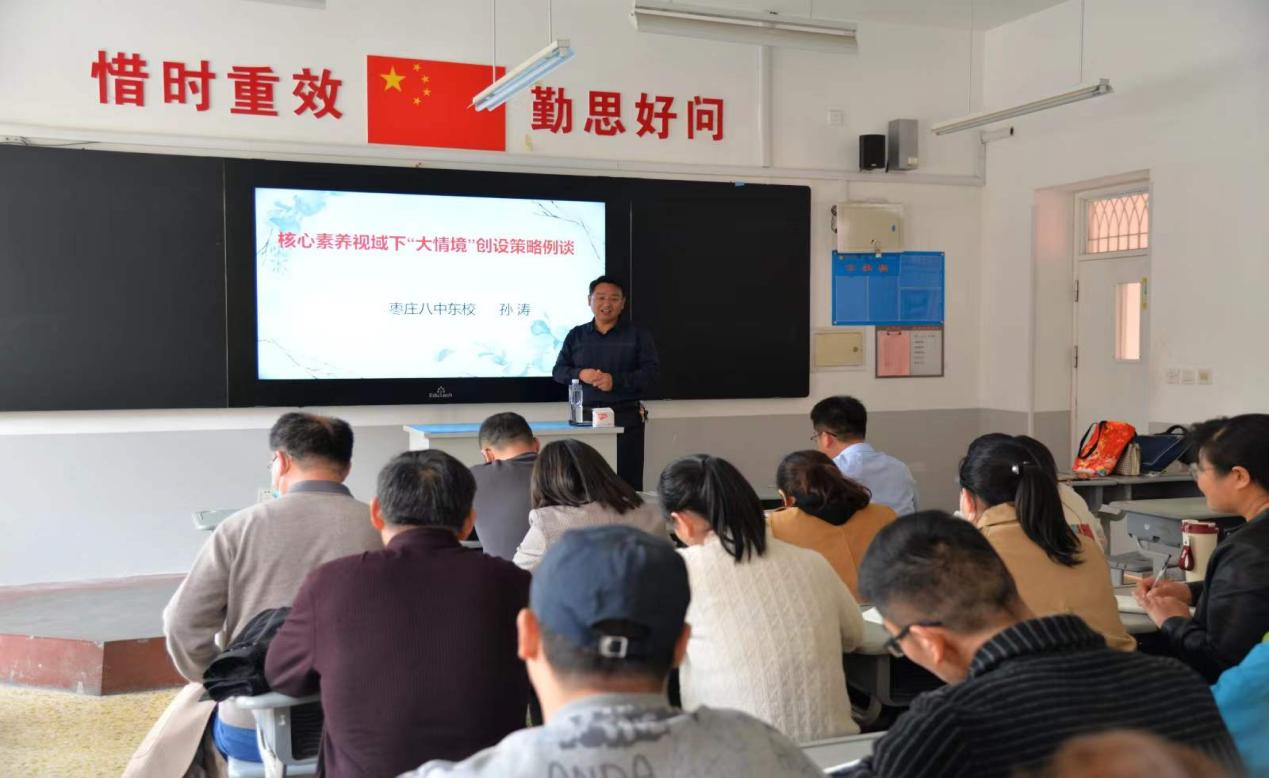 惜时重效
勤思好问
核心素养视域下“大情境”创设策略例谈
枣庄八中东校 孙涛
EduTech